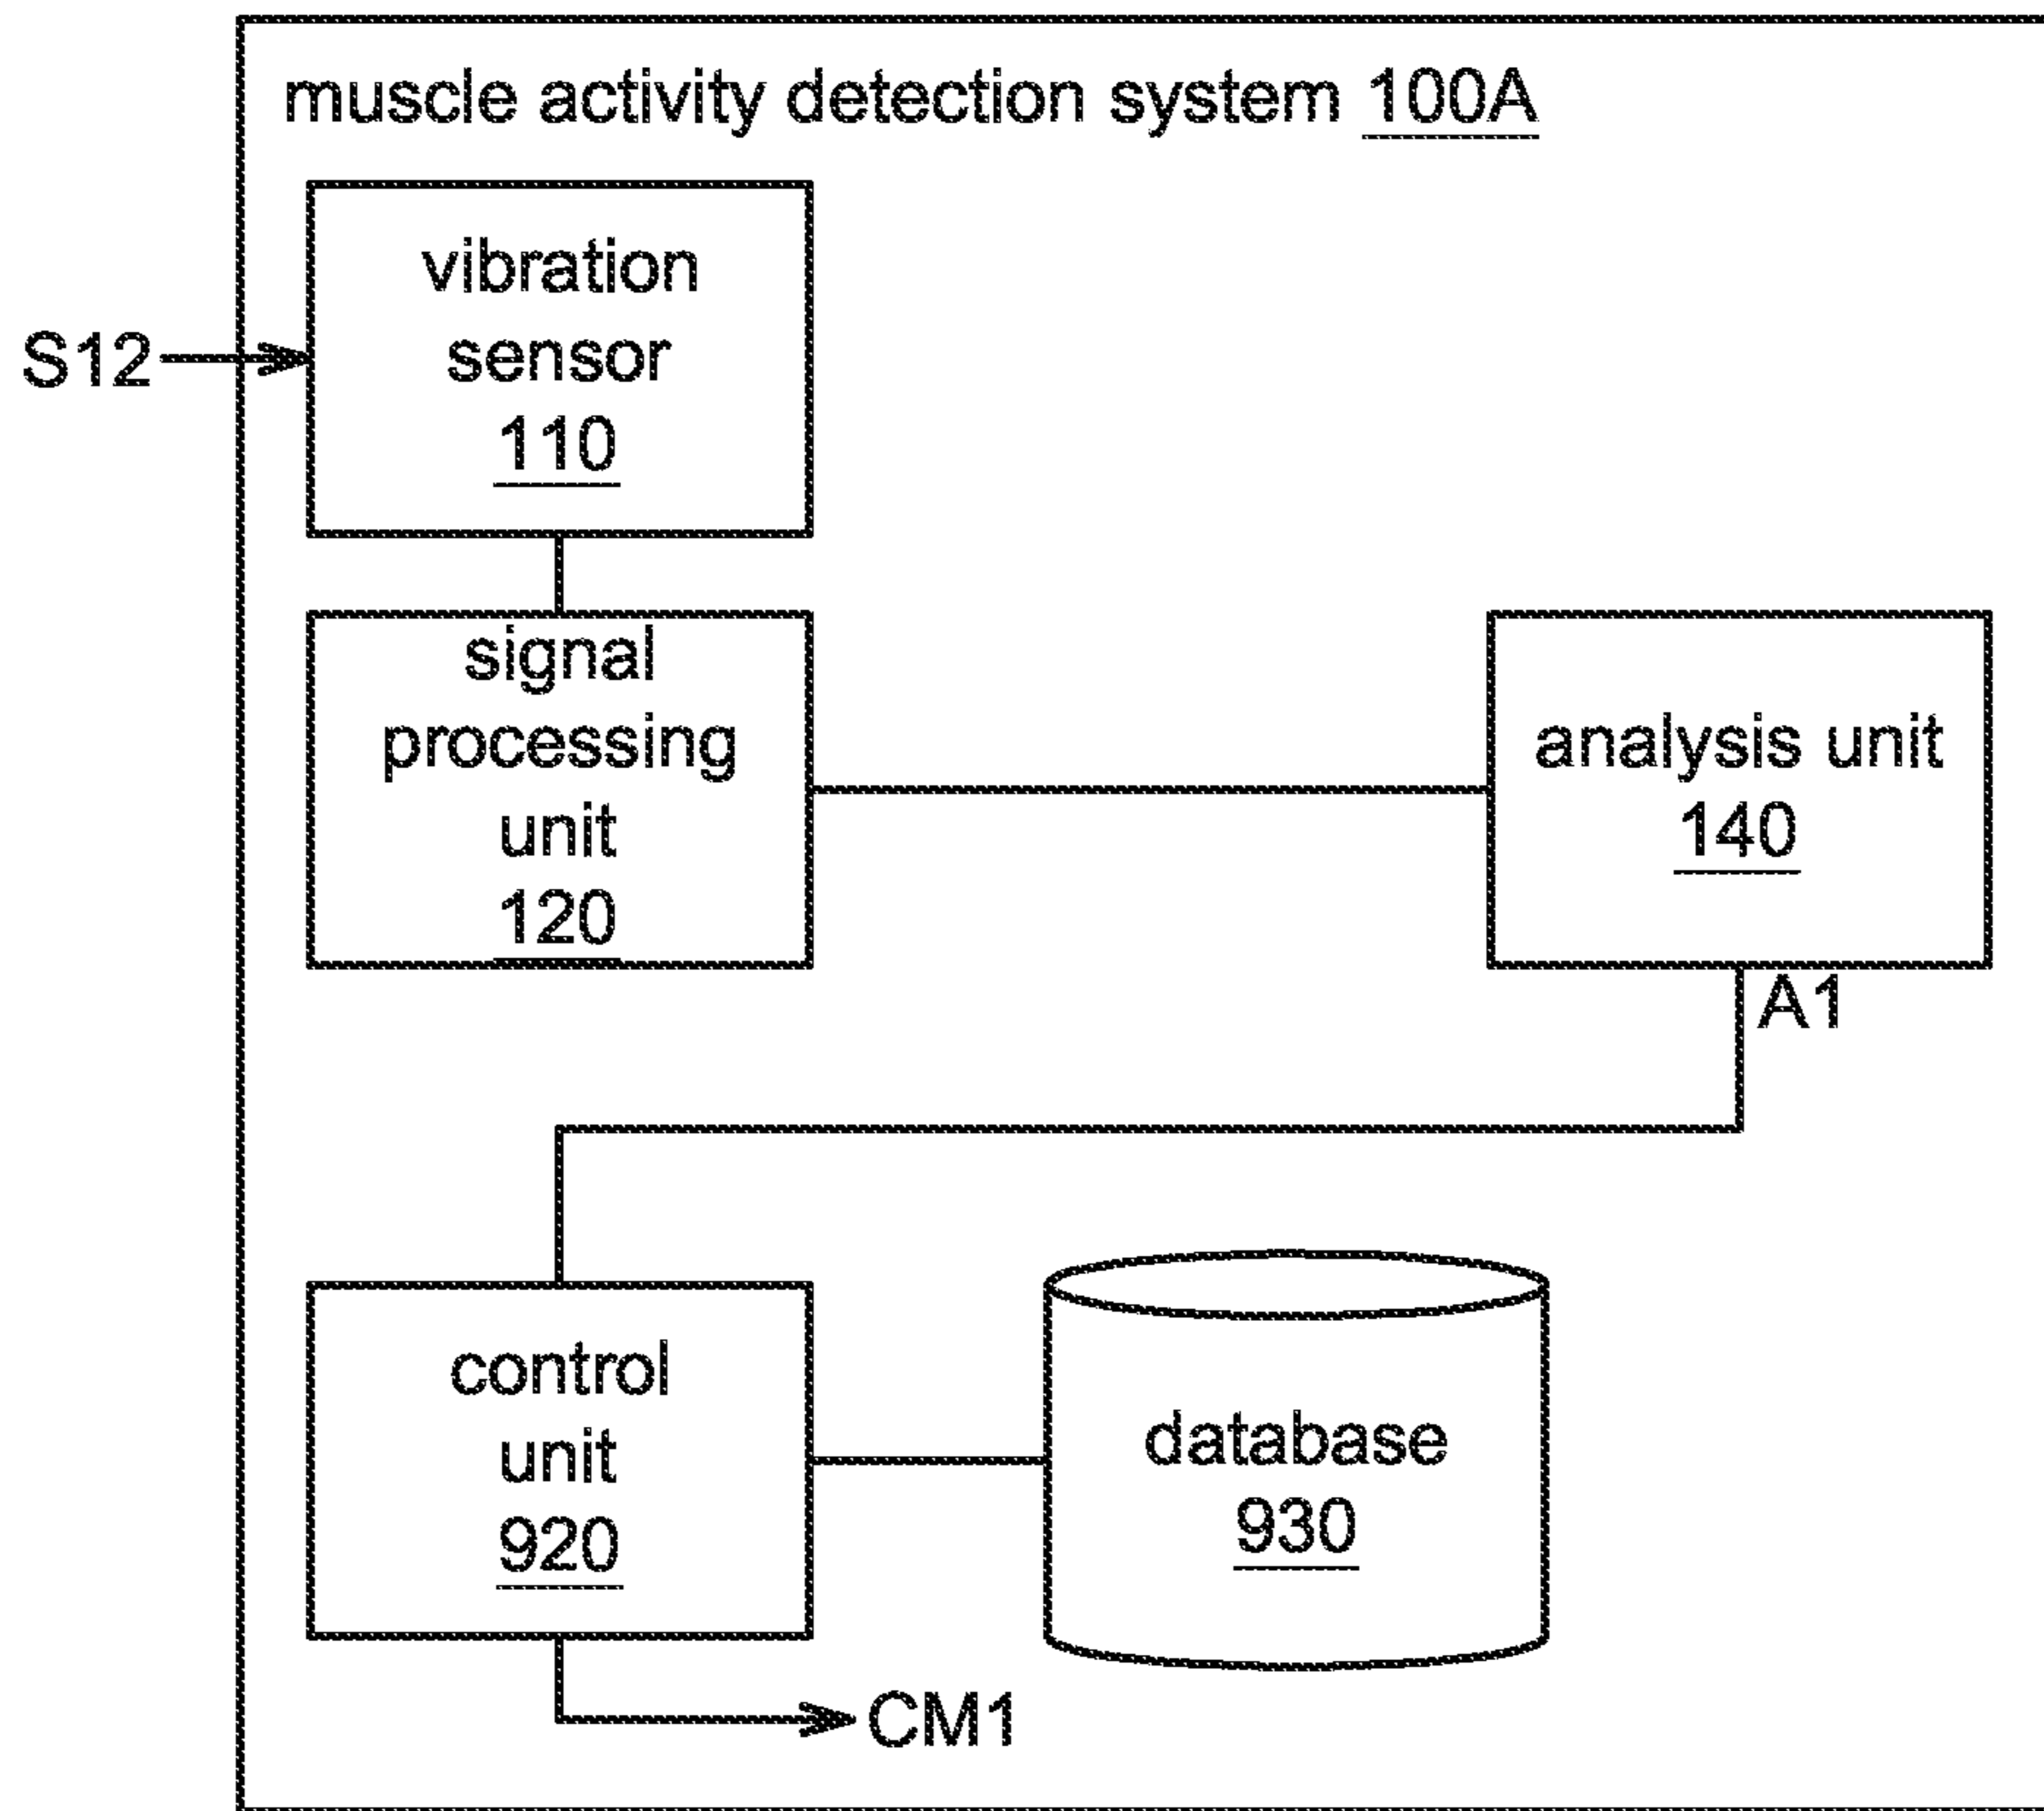 muscle activity detection system 100A
vibration
sensor
110
S12
signal
processing
unit
120
analysis unit
140
A1
control
unit
920
database
930
CM1